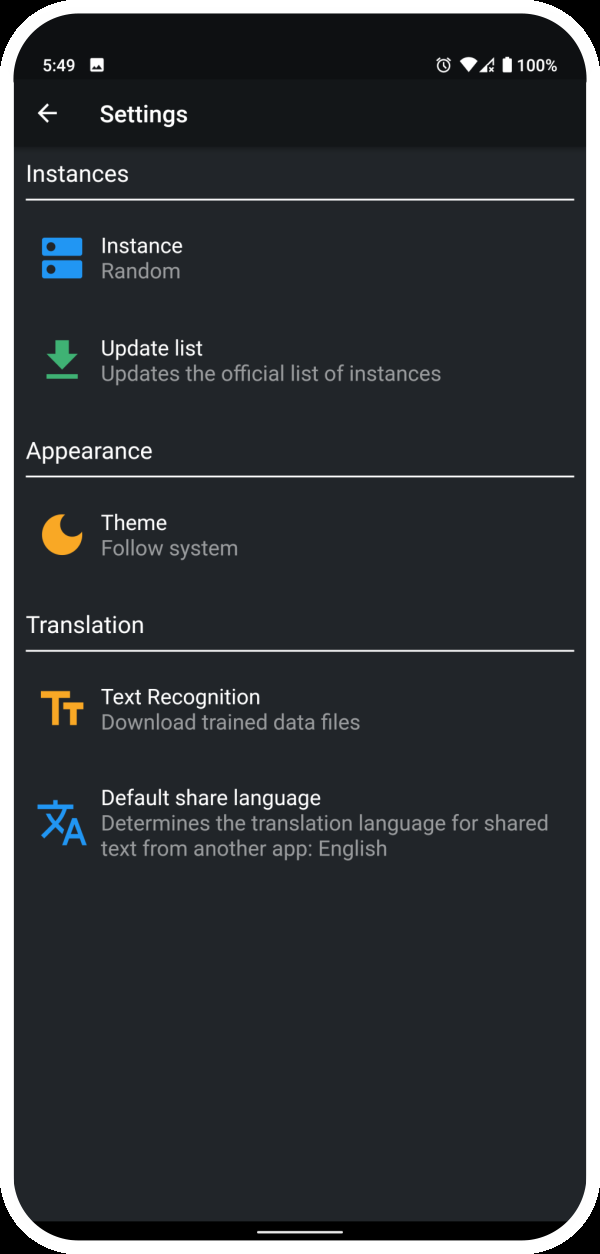 5:49
100%
Settings
Instances
Instance
Random
Update list
Updates the official list of instances
Appearance
Theme
Follow system
Translation
Text Recognition
Download trained data files
Default share language
Determines the translation language for shared
text from another app: English